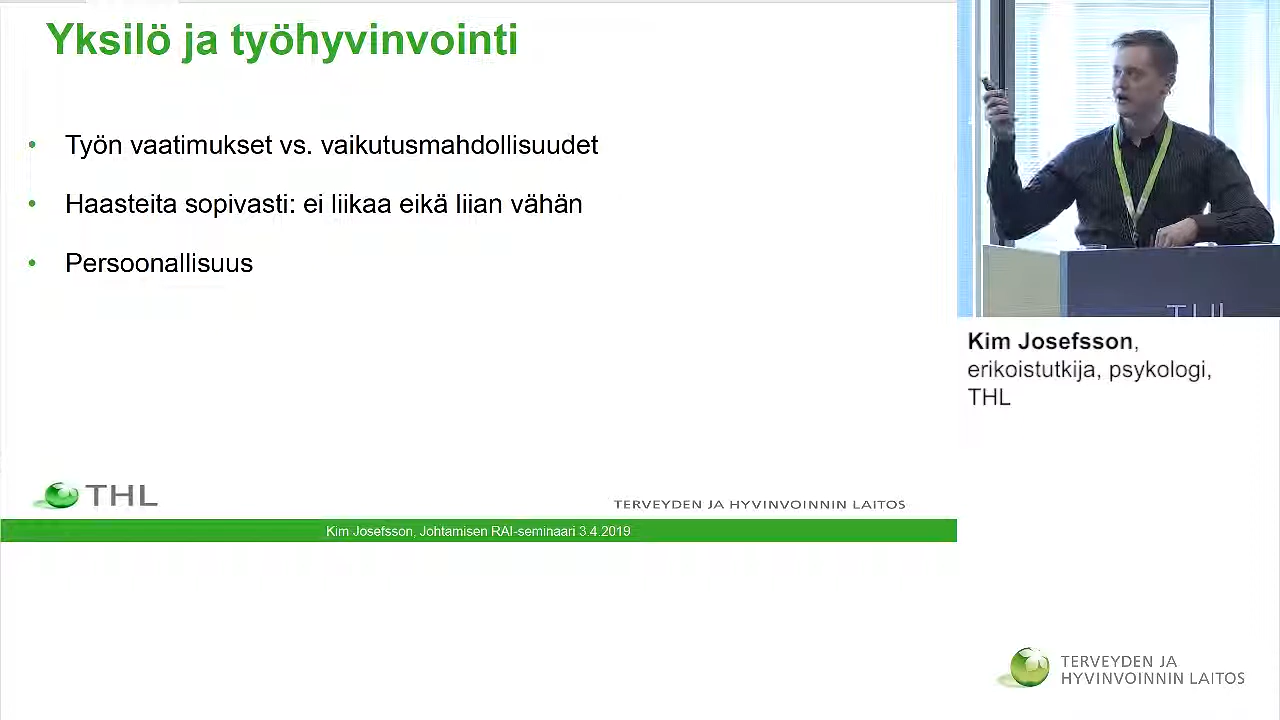 Yksilö ja työhyvinvointi
Työn vaatimukset vs. vaikutusmahdollisuudet
Haasteita sopivasti: ei liikaa eikä liian vähän
Persoonallisuus
THL
TERVEYDEN JA HYVINVOINNIN LAITOS
Kim Josefsson, Johtamisen RAI-seminaari 3.4.2019
THL
Kim Josefsson,
erikoistutkija, psykologi,
THL
TERVEYDEN JA
HYVINVOINNIN LAITOS